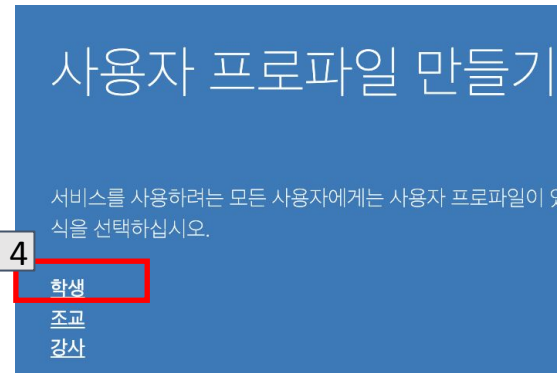 사용자 프로파일 만들기
서비스를 사용하려는 모든 사용자에게는 사용자 프로파일이
식을 선택하십시오.
4
학생
조교
강사